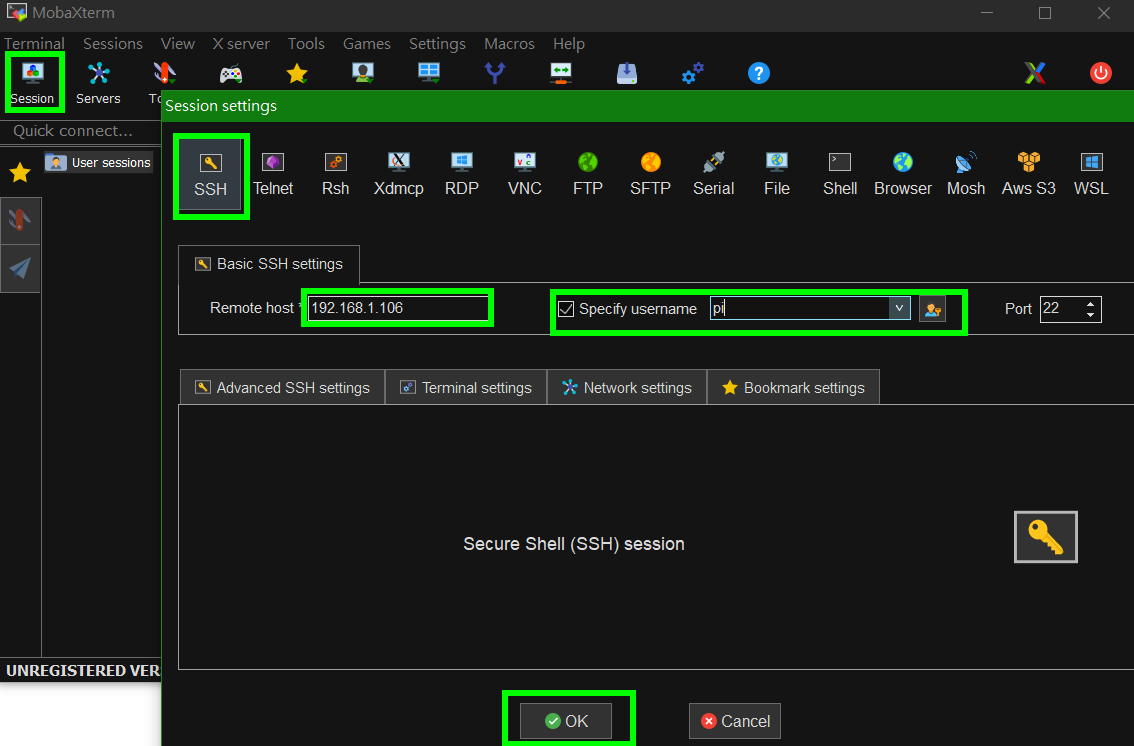 MobaXterm
Terminal Sessions View X server Tools Games Settings Macros Help
Session Servers
Session settings
Quick connect...
User sessions
SSH Telnet Rsh Xdmcp RDP VNC FTP SFTP Serial File Shell Browser Mosh Aws S3 WSL
Basic SSH settings
Remote host * 192.168.1.106 Specify username pi Port 22
Advanced SSH settings Terminal settings Network settings Bookmark settings
Secure Shell (SSH) session
UNREGISTERED VER
OK Cancel